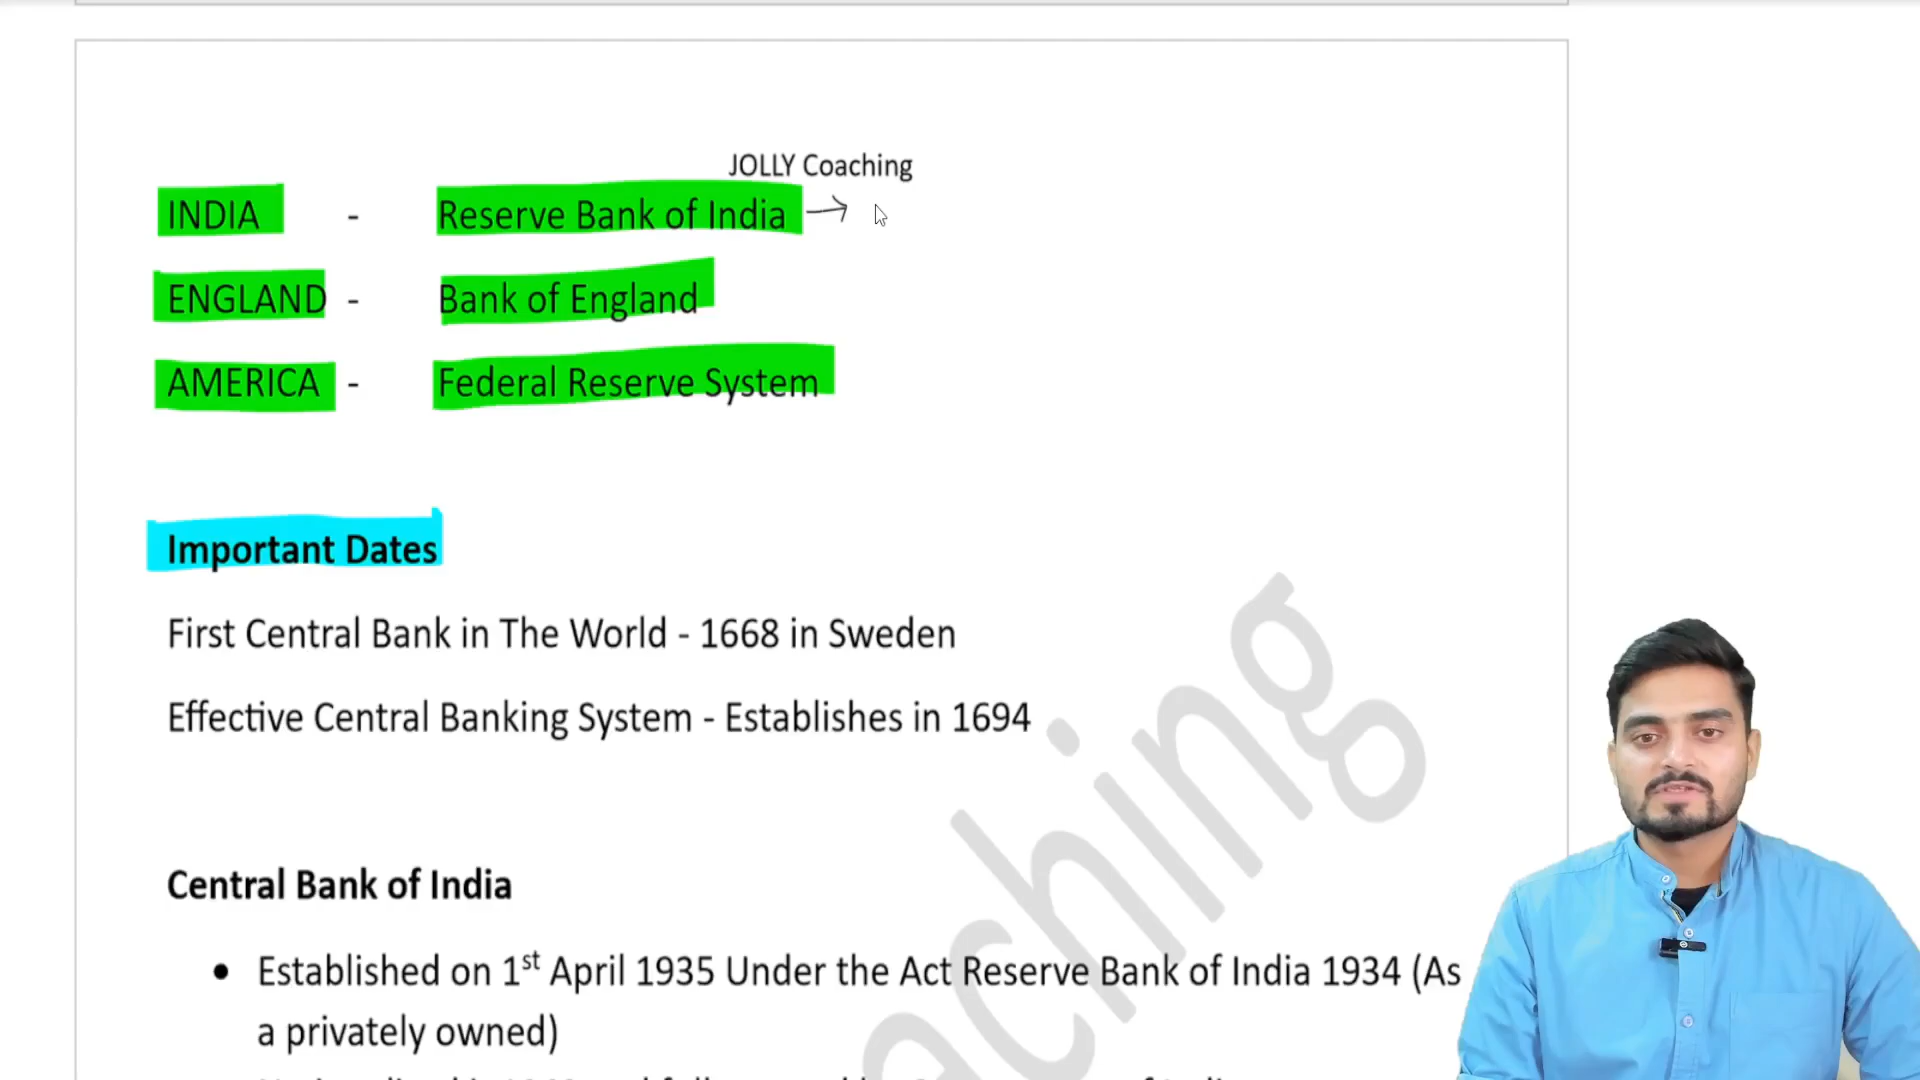 JOLLY Coaching
INDIA - Reserve Bank of India
ENGLAND - Bank of England
AMERICA - Federal Reserve System
Important Dates
First Central Bank in The World - 1668 in Sweden
Effective Central Banking System - Establishes in 1694
Central Bank of India
• Established on 1st April 1935 Under the Act Reserve Bank of India 1934 (As
a privately owned)
aching